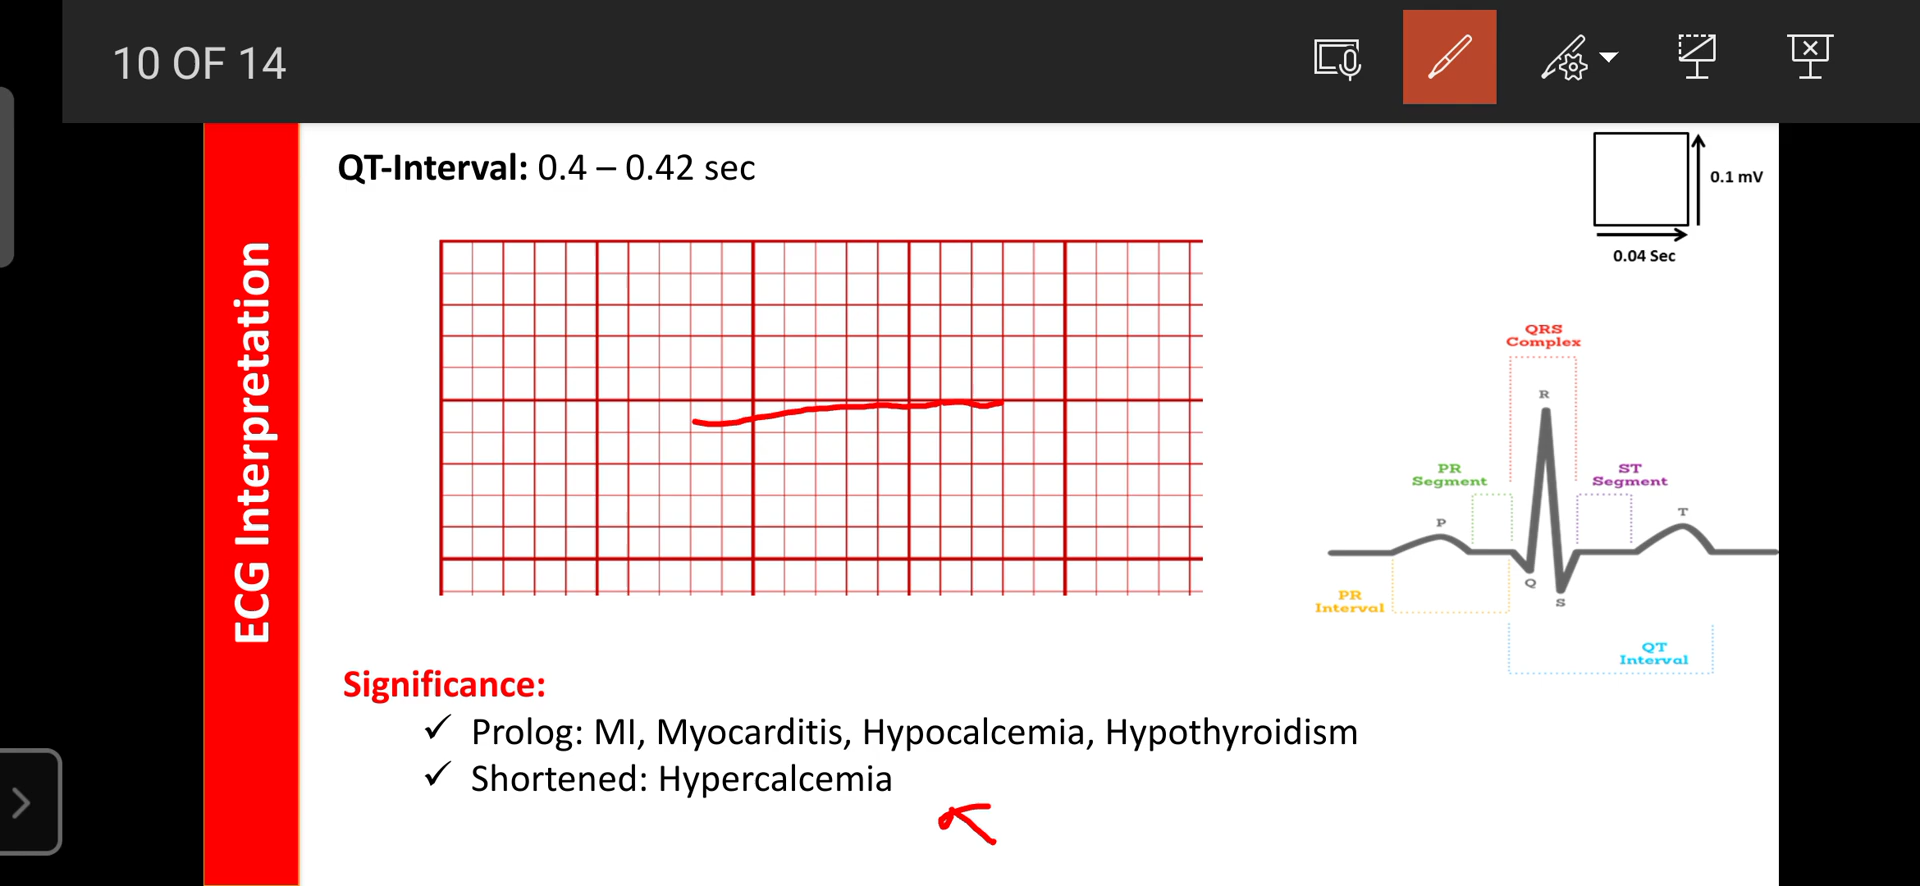 10 OF 14
QT-Interval: 0.4 – 0.42 sec
0.1 mV
0.04 Sec
ECG Interpretation
QRS
Complex
R
PR
Segment
ST
Segment
P
T
Q
S
PR
Interval
QT
Interval
Significance:
✓ Prolog: MI, Myocarditis, Hypocalcemia, Hypothyroidism
✓ Shortened: Hypercalcemia